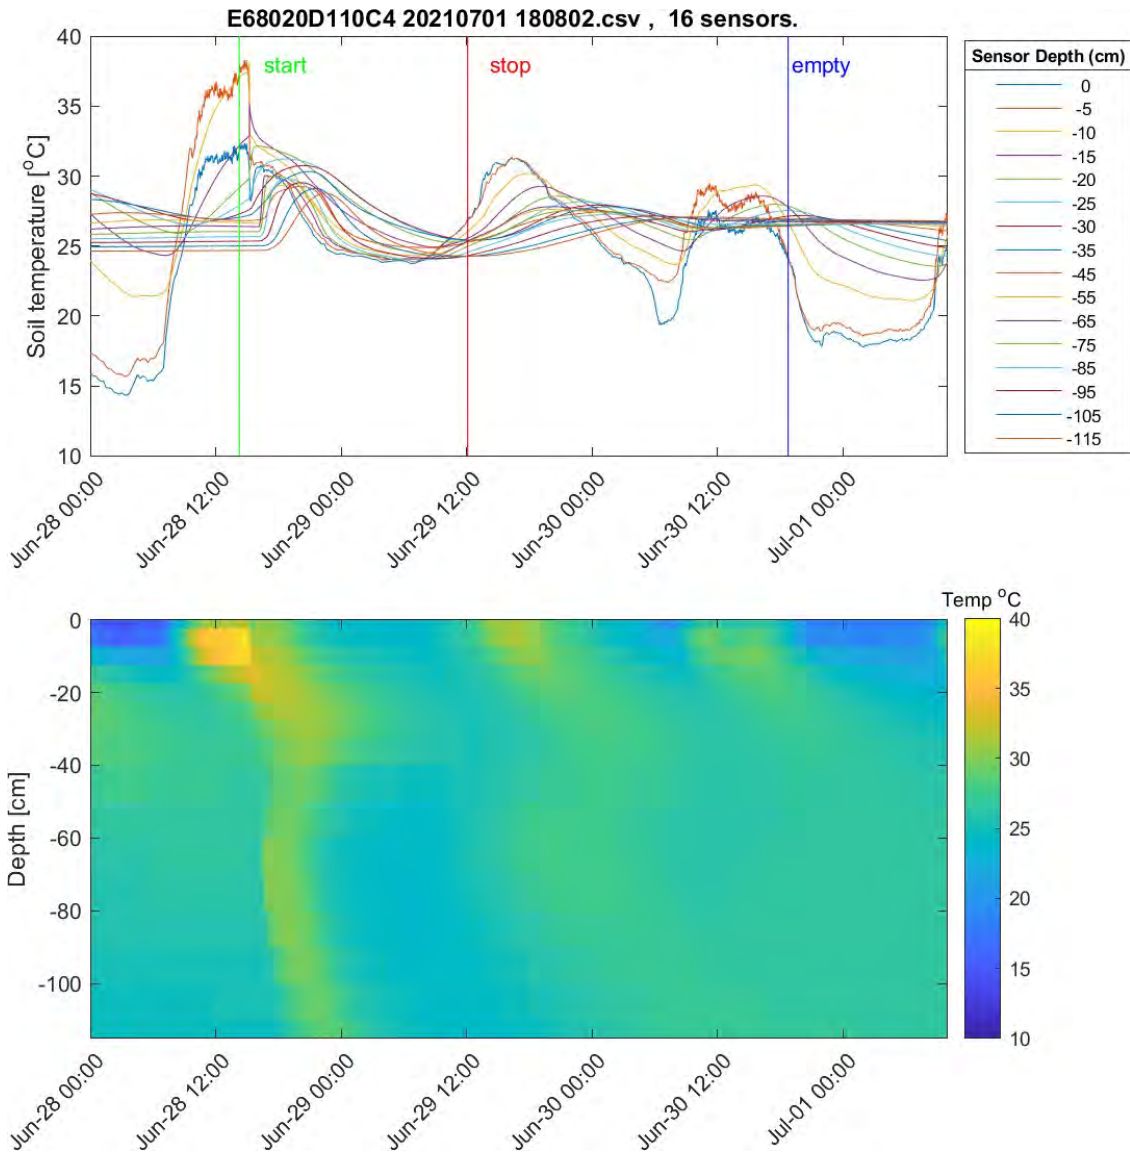 E68020D110C4 20210701 180802.csv , 16 sensors.
40
35
30
25
20
15
10
Soil temperature [°C]
start
stop
empty
Jun-28 00:00
Jun-28 12:00
Jun-29 00:00
Jun-29 12:00
Jun-30 00:00
Jun-30 12:00
Jul-01 00:00
Sensor Depth (cm)
0
-5
-10
-15
-20
-25
-30
-35
-45
-55
-65
-75
-85
-95
-105
-115
0
-20
-40
-60
-80
-100
Depth [cm]
Jun-28 00:00
Jun-28 12:00
Jun-29 00:00
Jun-29 12:00
Jun-30 00:00
Jun-30 12:00
Jul-01 00:00
Temp °C
40
35
30
25
20
15
10